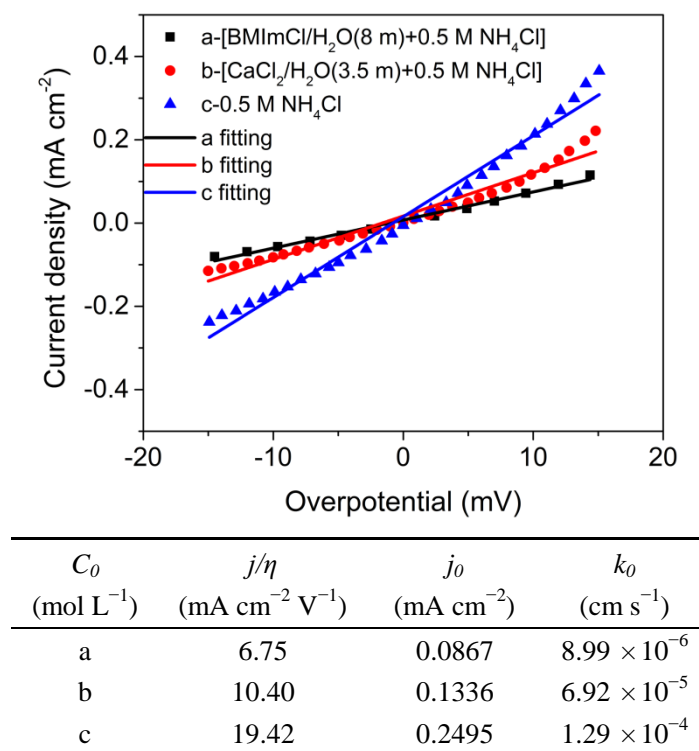 a-[BMImCl/H₂O(8 m)+0.5 M NH₄Cl]
b-[CaCl₂/H₂O(3.5 m)+0.5 M NH₄Cl]
c-0.5 M NH₄Cl
a fitting
b fitting
c fitting
Current density (mA cm⁻²)
0.4
0.2
0.0
-0.2
-0.4
-20 -10 0 10 20
Overpotential (mV)
C₀ j/η j₀ k₀
(mol L⁻¹) (mA cm⁻² V⁻¹) (mA cm⁻²) (cm s⁻¹)
a 6.75 0.0867 8.99 × 10⁻⁶
b 10.40 0.1336 6.92 × 10⁻⁵
c 19.42 0.2495 1.29 × 10⁻⁴